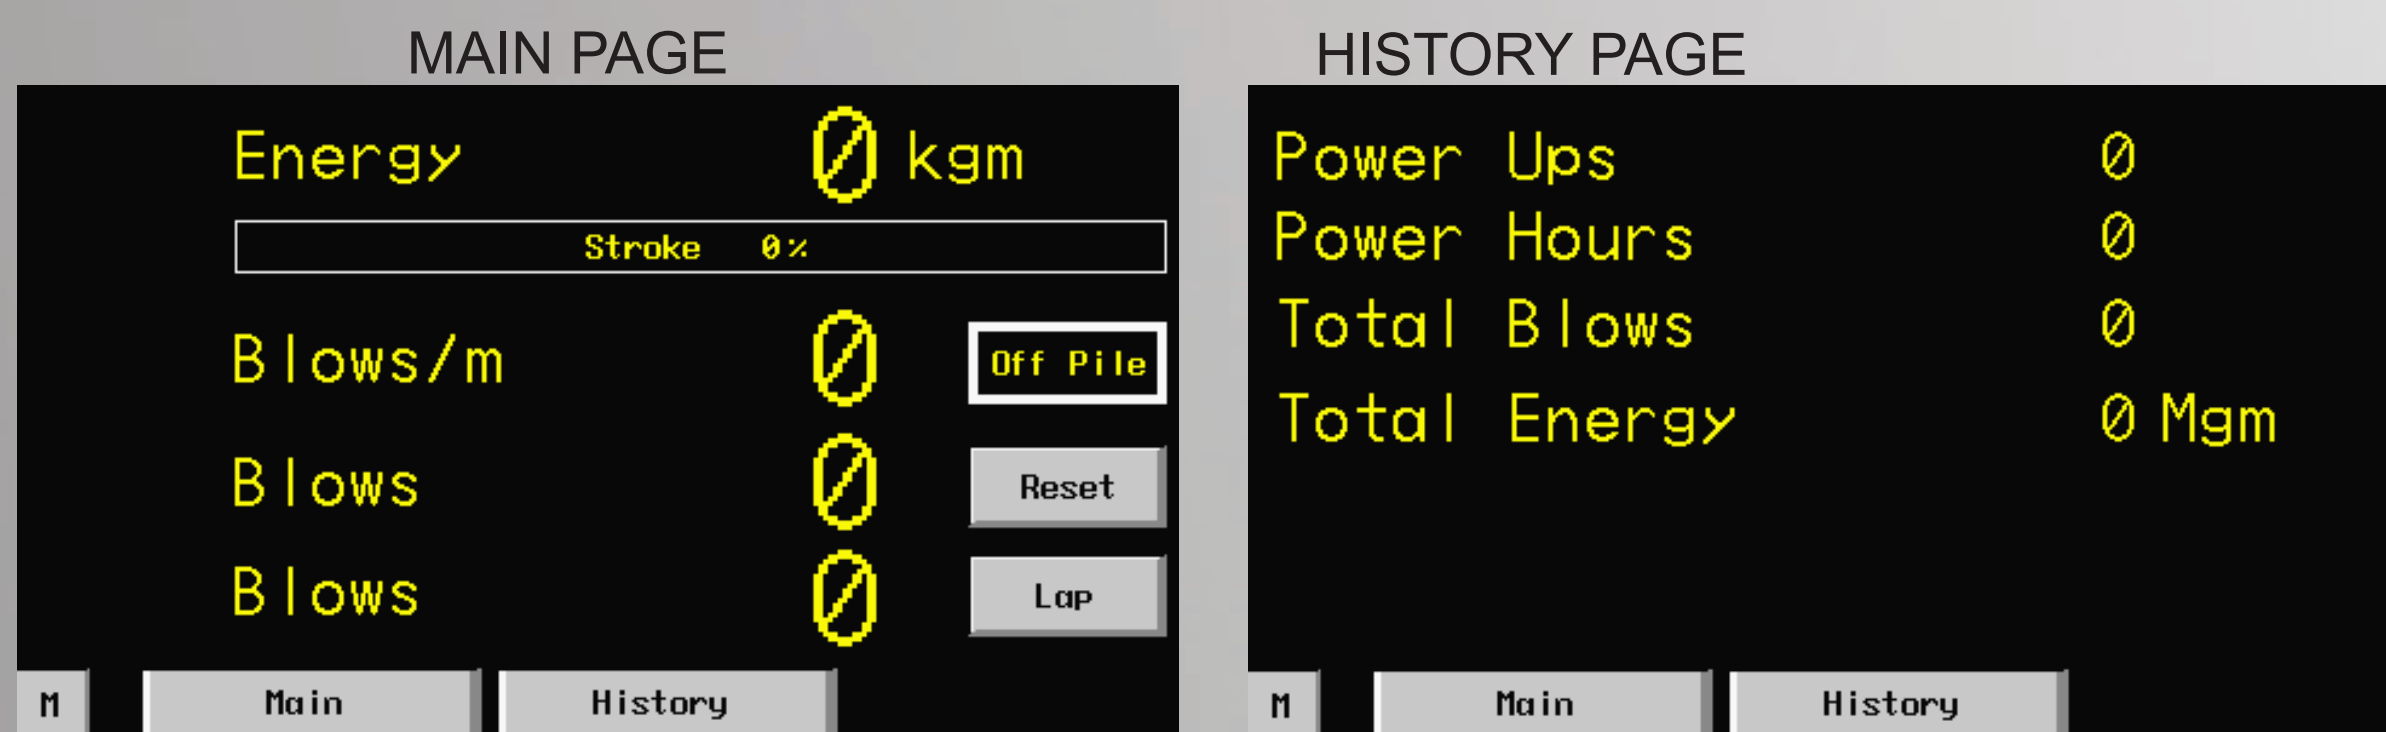 MAIN PAGE
Energy 0 kgm
Stroke 0%
Blows/m 0 Off Pile
Blows 0 Reset
Blows 0 Lap
M Main History
HISTORY PAGE
Power Ups 0
Power Hours 0
Total Blows 0
Total Energy 0 Mgm
M Main History